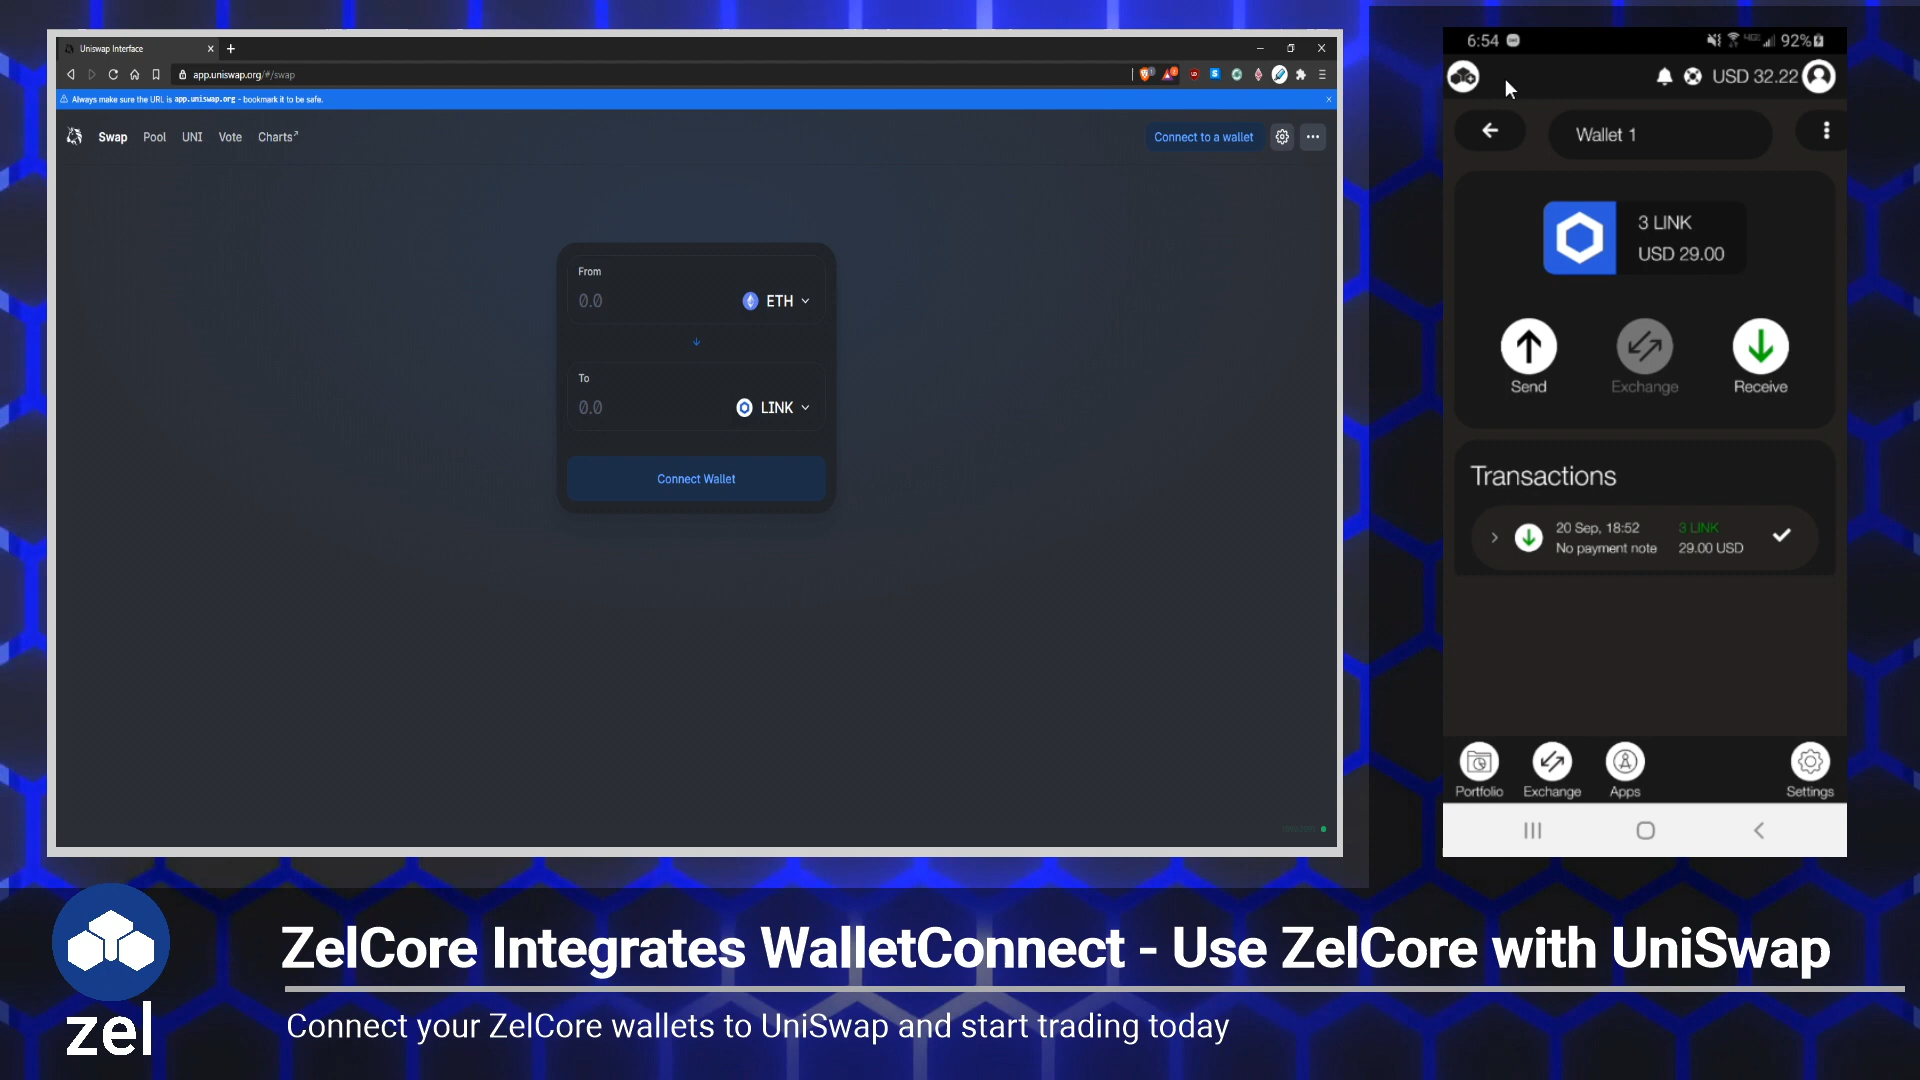 Uniswap Interface
app.uniswap.org/#/swap
Always make sure the URL is app.uniswap.org - bookmark it to be safe.
Swap Pool UNI Vote Charts↗
Connect to a wallet
From
0.0 ETH
To
0.0 LINK
Connect Wallet
6:54 92%
USD 32.22
Wallet 1
3 LINK
USD 29.00
Send Exchange Receive
Transactions
20 Sep, 18:52 3 LINK
No payment note 29.00 USD
Portfolio Exchange Apps Settings
zel
ZelCore Integrates WalletConnect - Use ZelCore with UniSwap
Connect your ZelCore wallets to UniSwap and start trading today